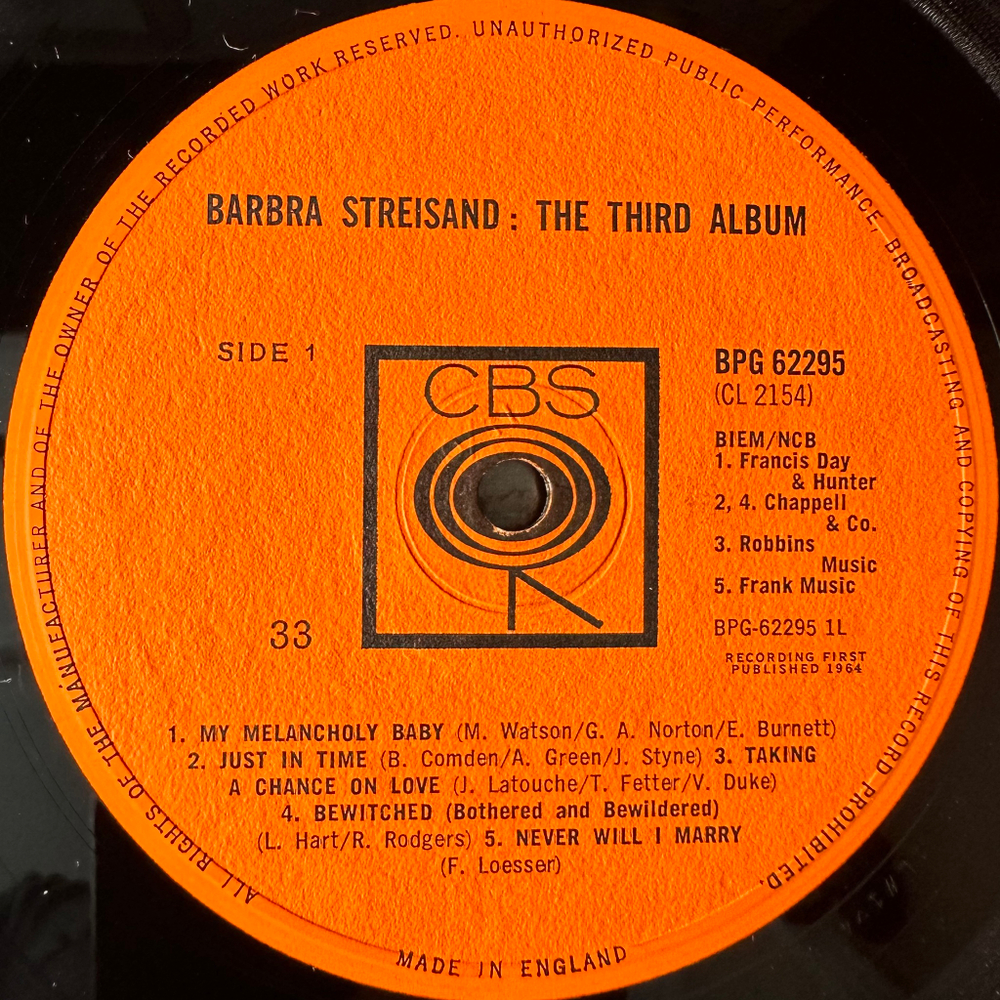 ALL RIGHTS OF THE MANUFACTURER AND OF THE OWNER OF THE RECORDED WORK RESERVED. UNAUTHORIZED PUBLIC PERFORMANCE, BROADCASTING AND COPYING OF THIS RECORD PROHIBITED.
BARBRA STREISAND : THE THIRD ALBUM
SIDE 1
CBS
33
BPG 62295
(CL 2154)
BIEM/NCB
1. Francis Day
& Hunter
2, 4. Chappell
& Co.
3. Robbins
Music
5. Frank Music
BPG-62295 1L
RECORDING FIRST
PUBLISHED 1964
1. MY MELANCHOLY BABY (M. Watson/G. A. Norton/E. Burnett)
2. JUST IN TIME (B. Comden/A. Green/J. Styne) 3. TAKING
A CHANCE ON LOVE (J. Latouche/T. Fetter/V. Duke)
4. BEWITCHED (Bothered and Bewildered)
(L. Hart/R. Rodgers) 5. NEVER WILL I MARRY
(F. Loesser)
MADE IN ENGLAND